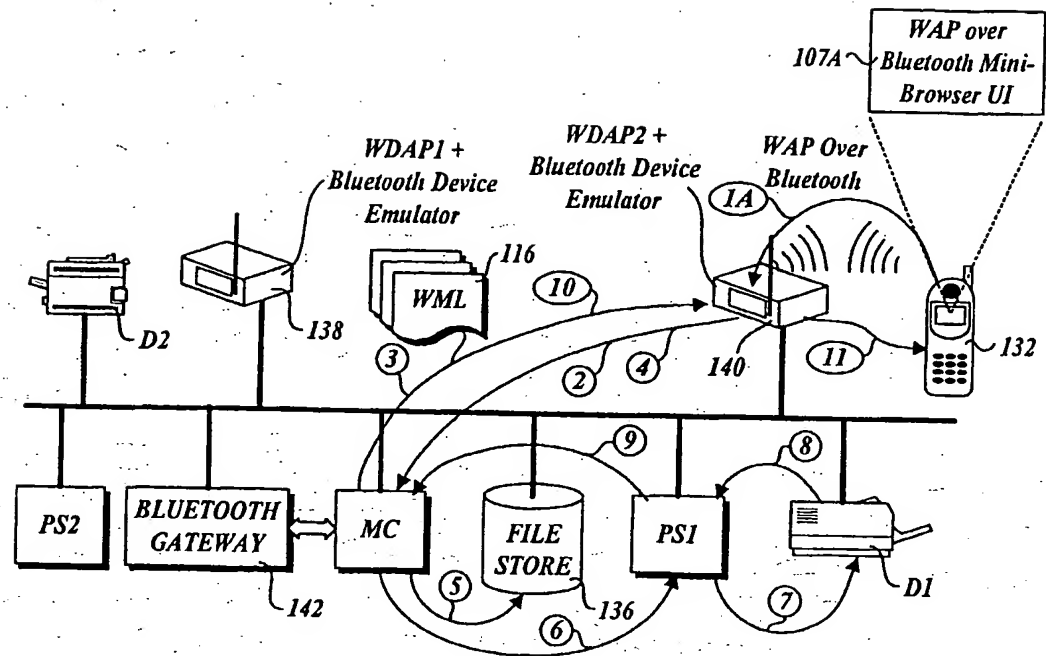 WAP over
Bluetooth Mini-
Browser UI
107A
WDAP1 +
Bluetooth Device
Emulator
WDAP2 +
Bluetooth Device
Emulator
WAP Over
Bluetooth
1A
116
WML
10
D2
138
3
2
4
140
11
132
9
8
PS2
BLUETOOTH
GATEWAY
MC
FILE
STORE
PS1
142
5
136
D1
6
7